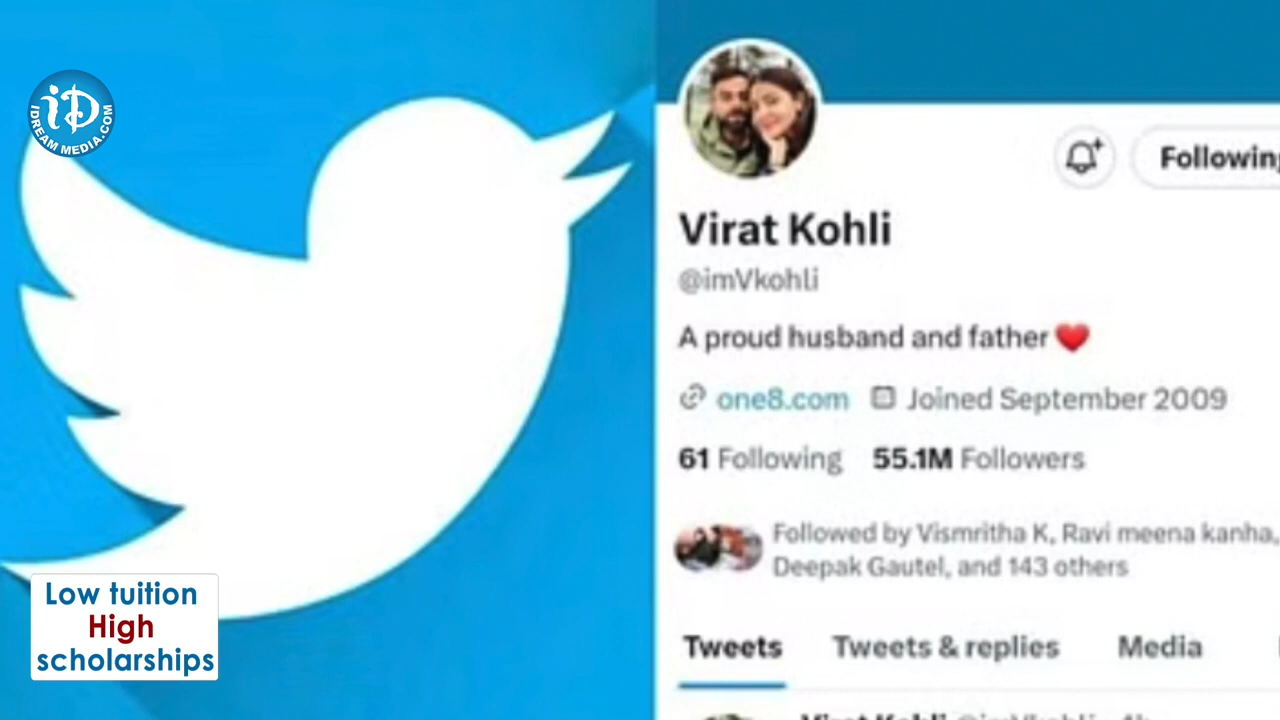 iD
IDREAM MEDIA.COM
Low tuition
High
scholarships
Virat Kohli
@imVkohli
A proud husband and father
one8.com Joined September 2009
61 Following 55.1M Followers
Followed by Vismritha K, Ravi meena kanha,
Deepak Gautel, and 143 others
Following
Tweets Tweets & replies Media
Virat Kohli